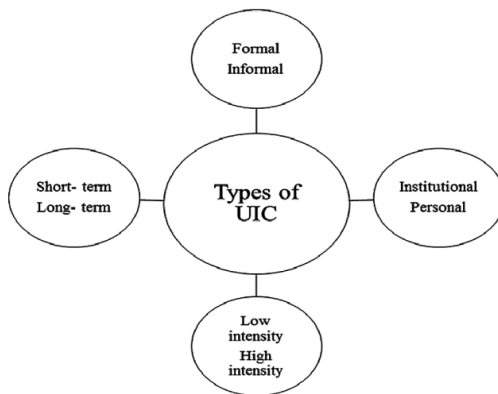 Formal
Informal
Short- term
Long- term
Types of
UIC
Institutional
Personal
Low
intensity
High
intensity